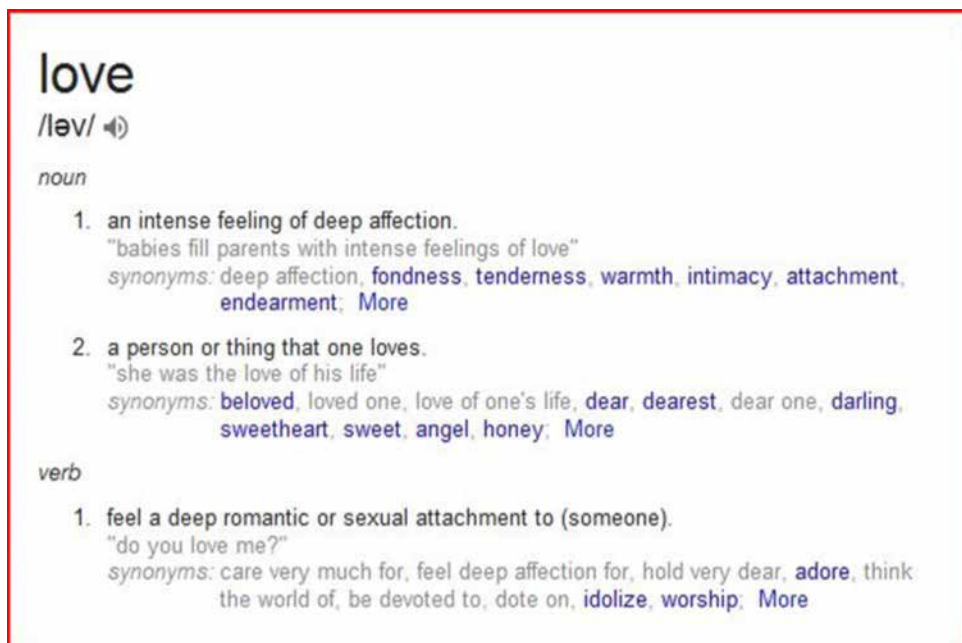 love
/ləv/
noun
1. an intense feeling of deep affection.
"babies fill parents with intense feelings of love"
synonyms: deep affection, fondness, tenderness, warmth, intimacy, attachment,
endearment; More
2. a person or thing that one loves.
"she was the love of his life"
synonyms: beloved, loved one, love of one's life, dear, dearest, dear one, darling,
sweetheart, sweet, angel, honey; More
verb
1. feel a deep romantic or sexual attachment to (someone).
"do you love me?"
synonyms: care very much for, feel deep affection for, hold very dear, adore, think
the world of, be devoted to, dote on, idolize, worship; More